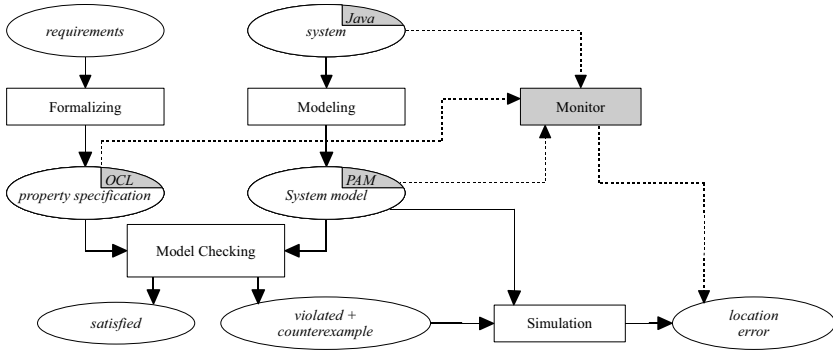 requirements
Java
system
Formalizing
Modeling
Monitor
OCL
property specification
PAM
System model
Model Checking
satisfied
violated +
counterexample
Simulation
location
error